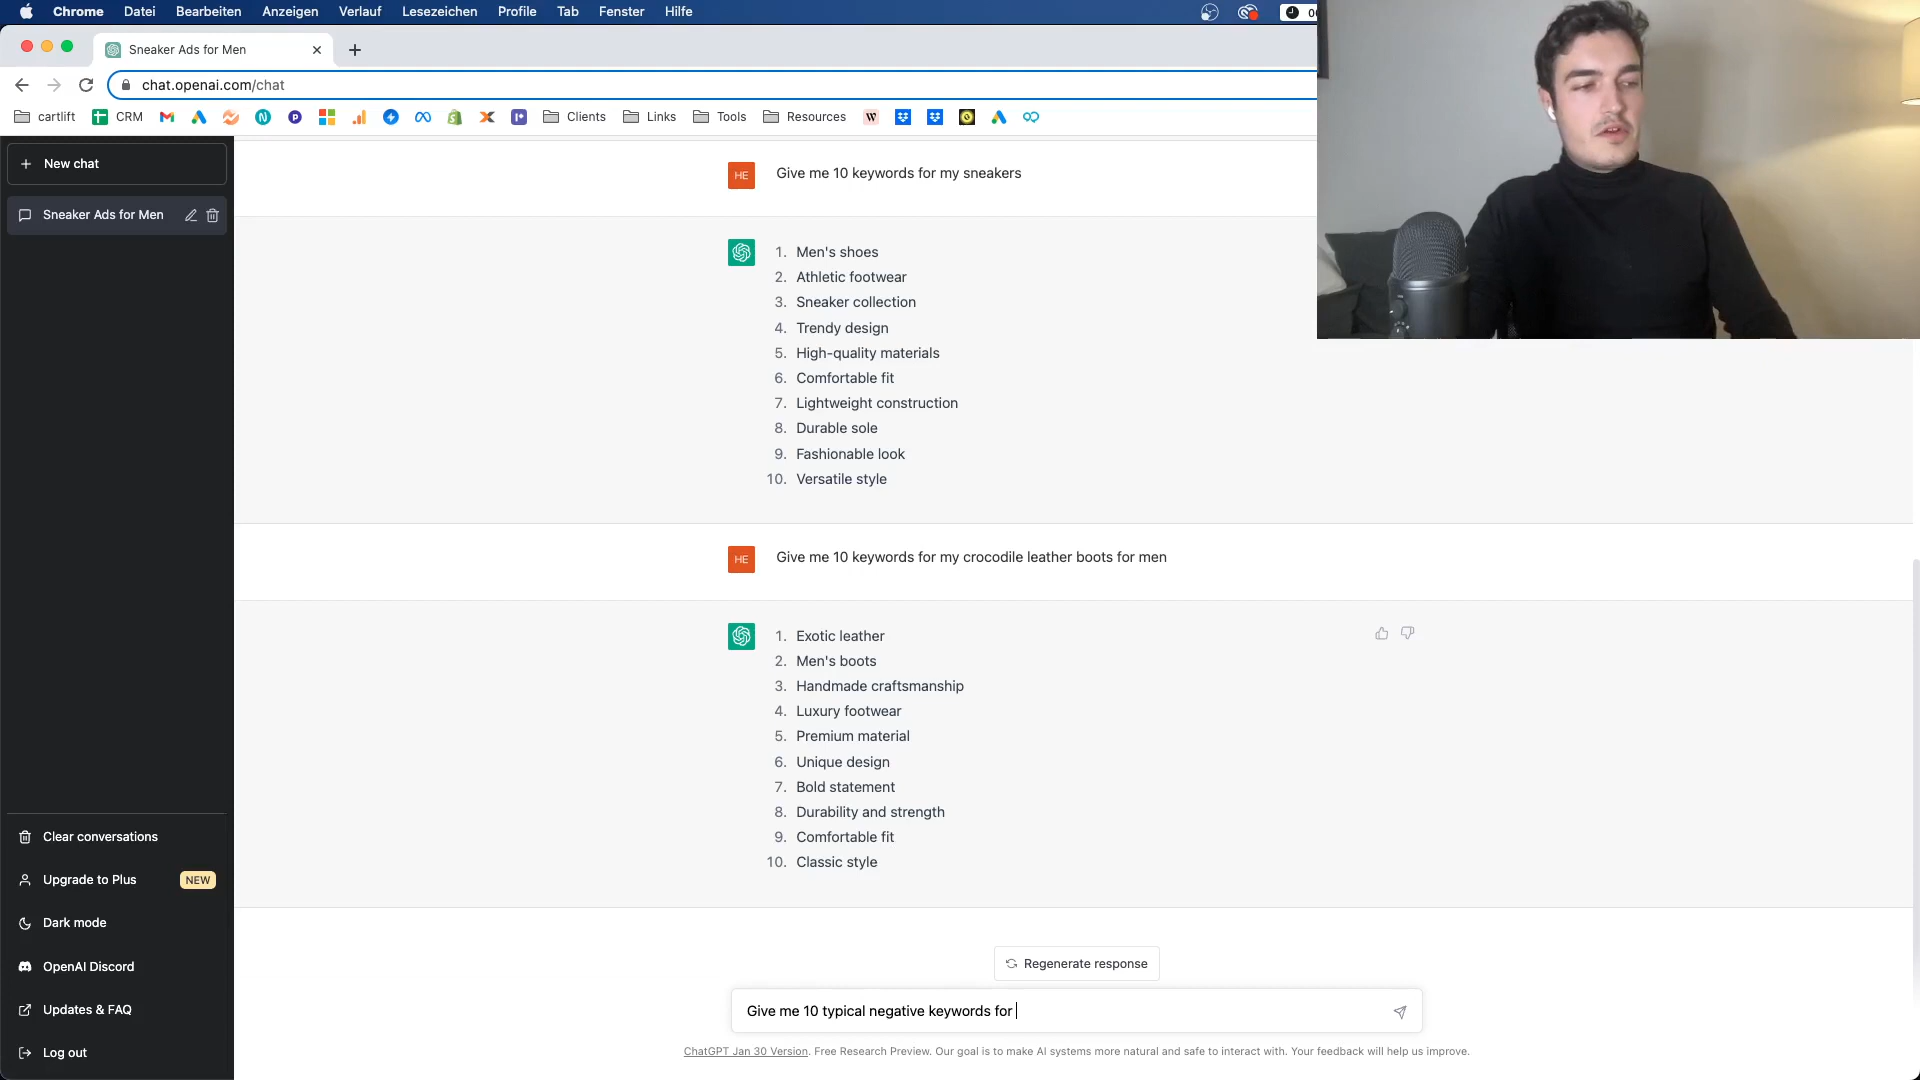 Chrome Datei Bearbeiten Anzeigen Verlauf Lesezeichen Profile Tab Fenster Hilfe
Sneaker Ads for Men
chat.openai.com/chat
cartlift CRM Clients Links Tools Resources
New chat
Sneaker Ads for Men
HE Give me 10 keywords for my sneakers
1. Men's shoes
2. Athletic footwear
3. Sneaker collection
4. Trendy design
5. High-quality materials
6. Comfortable fit
7. Lightweight construction
8. Durable sole
9. Fashionable look
10. Versatile style
HE Give me 10 keywords for my crocodile leather boots for men
1. Exotic leather
2. Men's boots
3. Handmade craftsmanship
4. Luxury footwear
5. Premium material
6. Unique design
7. Bold statement
8. Durability and strength
9. Comfortable fit
10. Classic style
Clear conversations
Upgrade to Plus NEW
Dark mode
OpenAI Discord
Updates & FAQ
Log out
Regenerate response
Give me 10 typical negative keywords for
ChatGPT Jan 30 Version. Free Research Preview. Our goal is to make AI systems more natural and safe to interact with. Your feedback will help us improve.